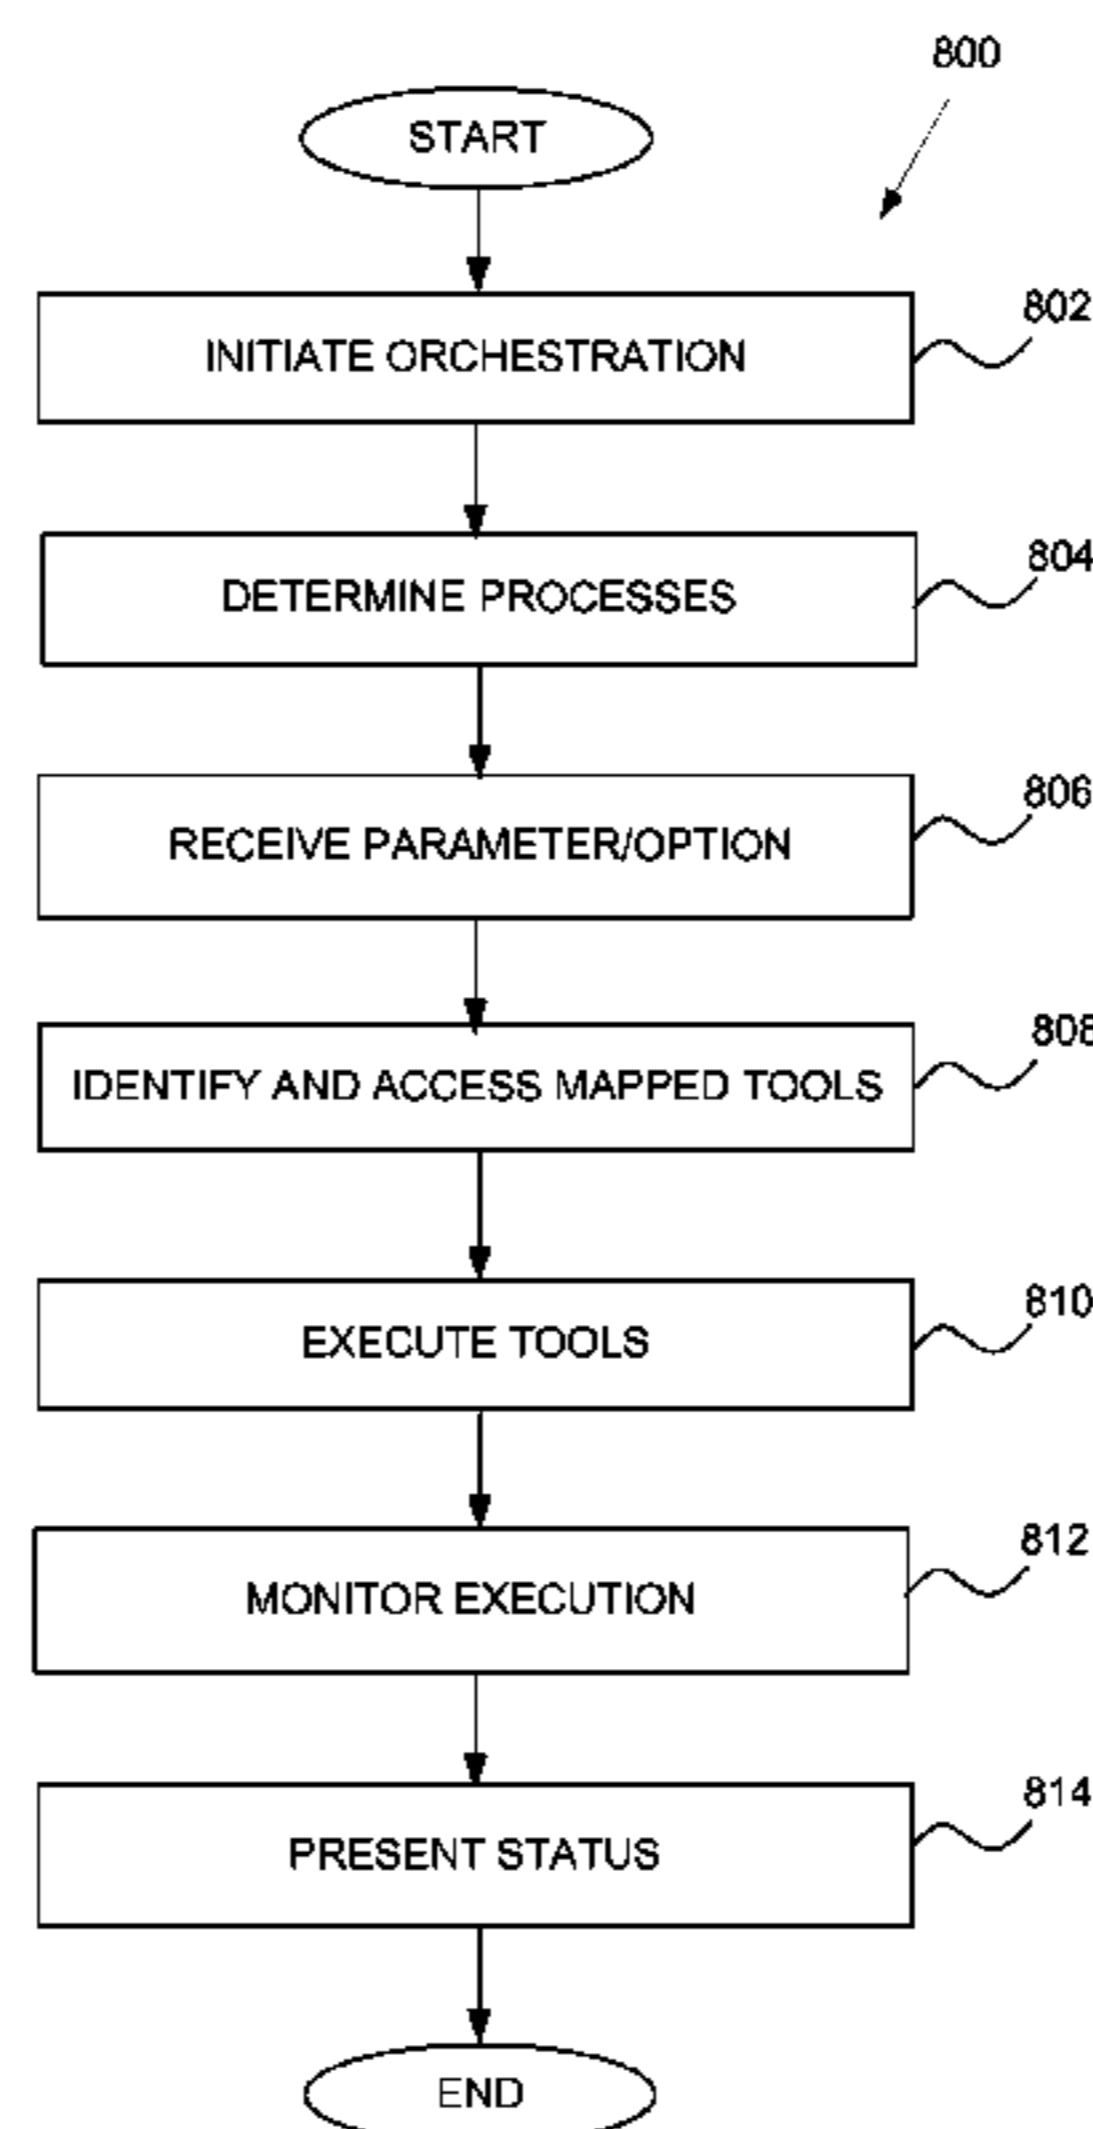 800
START
802
INITIATE ORCHESTRATION
804
DETERMINE PROCESSES
806
RECEIVE PARAMETER/OPTION
808
IDENTIFY AND ACCESS MAPPED TOOLS
810
EXECUTE TOOLS
812
MONITOR EXECUTION
814
PRESENT STATUS
END